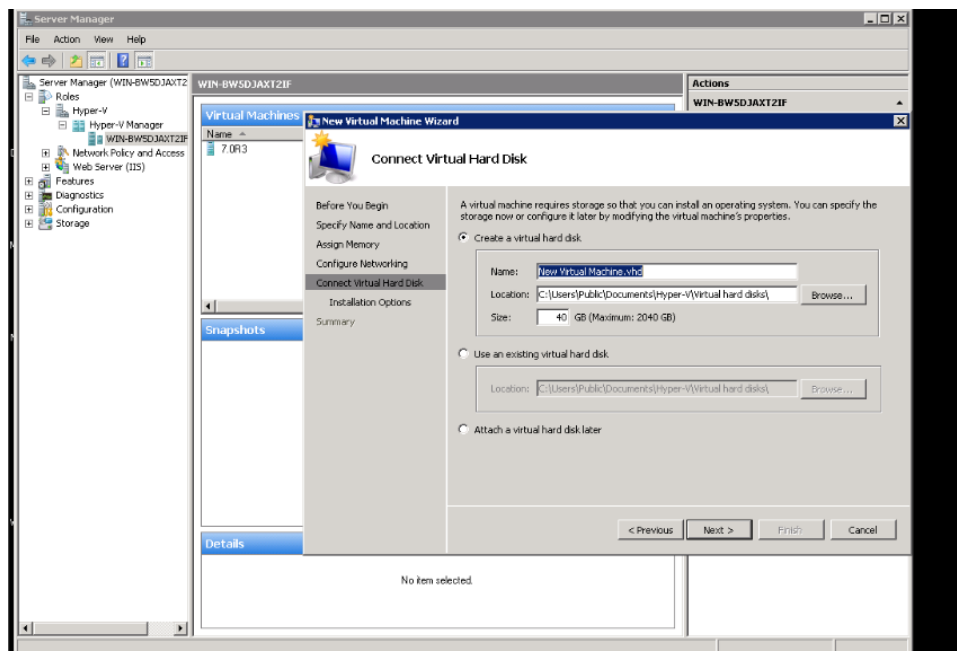 Server Manager
File Action View Help
Server Manager (WIN-BW5DJAXT2
Roles
Hyper-V
Hyper-V Manager
WIN-BW5DJAXT2IF
Network Policy and Access
Web Server (IIS)
Features
Diagnostics
Configuration
Storage
WIN-BW5DJAXT2IF
Virtual Machines
Name
7.0R3
Snapshots
Details
No item selected.
Actions
WIN-BW5DJAXT2IF
New Virtual Machine Wizard
Connect Virtual Hard Disk
Before You Begin
Specify Name and Location
Assign Memory
Configure Networking
Connect Virtual Hard Disk
Installation Options
Summary
A virtual machine requires storage so that you can install an operating system. You can specify the
storage now or configure it later by modifying the virtual machine's properties.
Create a virtual hard disk
Name: New Virtual Machine.vhd
Location: C:\Users\Public\Documents\Hyper-V\Virtual hard disks\ Browse...
Size: 40 GB (Maximum: 2040 GB)
Use an existing virtual hard disk
Location: C:\Users\Public\Documents\Hyper-V\Virtual hard disks\ Browse...
Attach a virtual hard disk later
< Previous Next > Finish Cancel